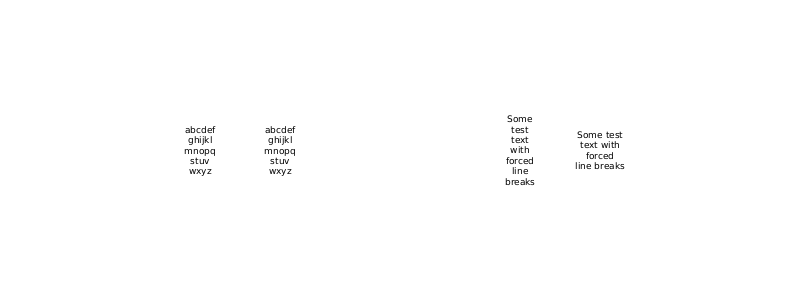 abcdef
ghijkl
mnopq
stuv
wxyz
abcdef
ghijkl
mnopq
stuv
wxyz
Some
test
text
with
forced
line
breaks
Some test
text with
forced
line breaks